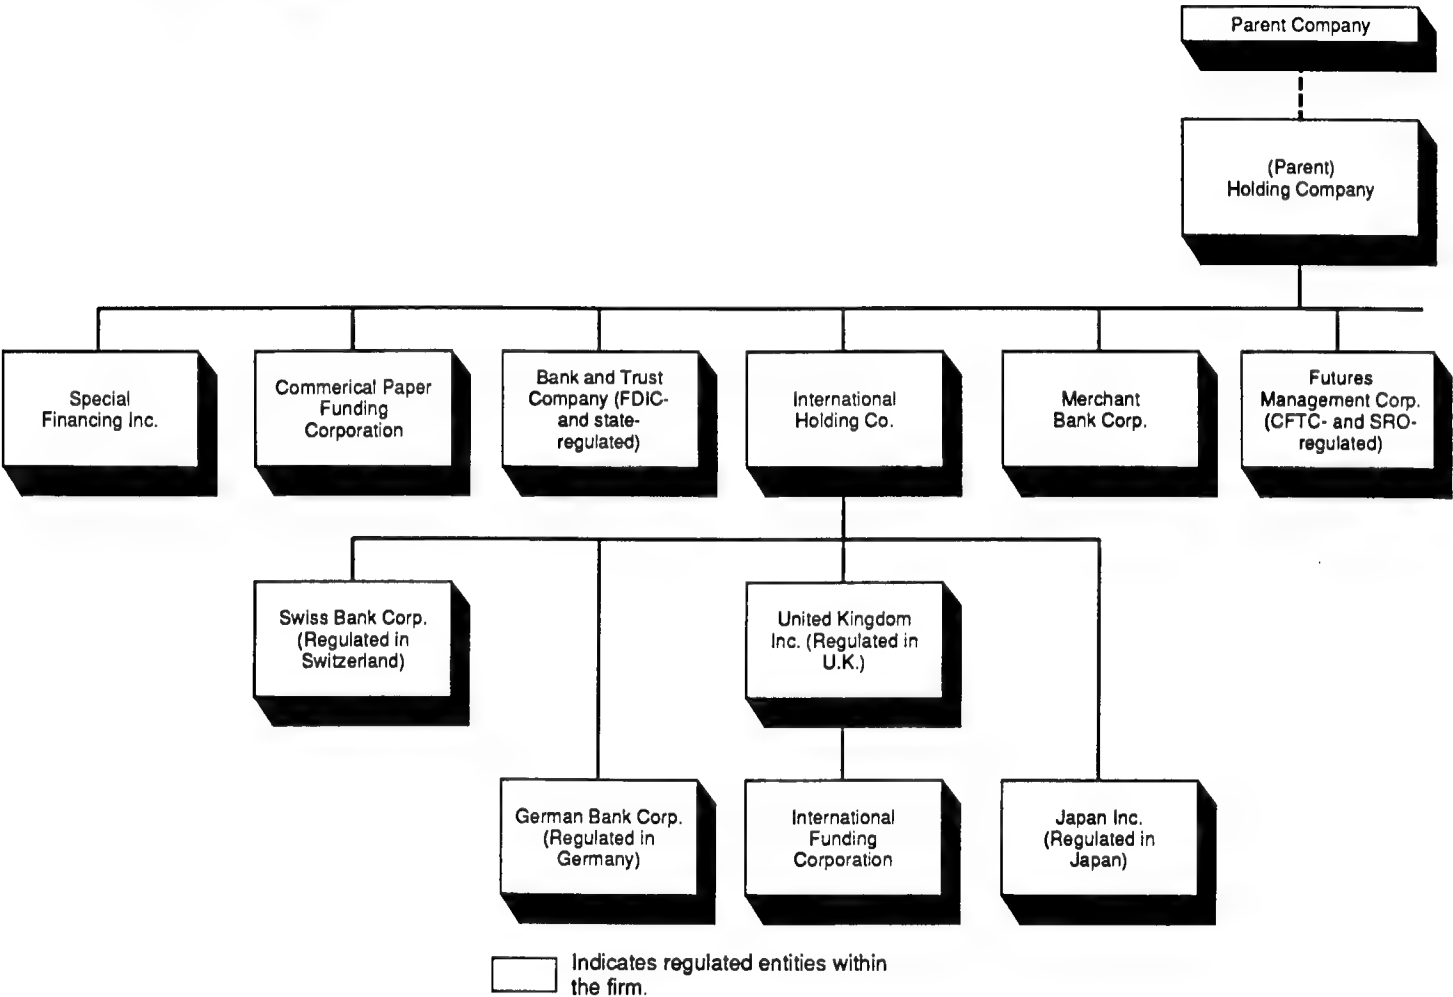 Parent Company
(Parent)
Holding Company
Special
Financing Inc.
Commerical Paper
Funding
Corporation
Bank and Trust
Company (FDIC-
and state-
regulated)
International
Holding Co.
Merchant
Bank Corp.
Futures
Management Corp.
(CFTC- and SRO-
regulated)
Swiss Bank Corp.
(Regulated in
Switzerland)
United Kingdom
Inc. (Regulated in
U.K.)
German Bank Corp.
(Regulated in
Germany)
International
Funding
Corporation
Japan Inc.
(Regulated in
Japan)
Indicates regulated entities within
the firm.